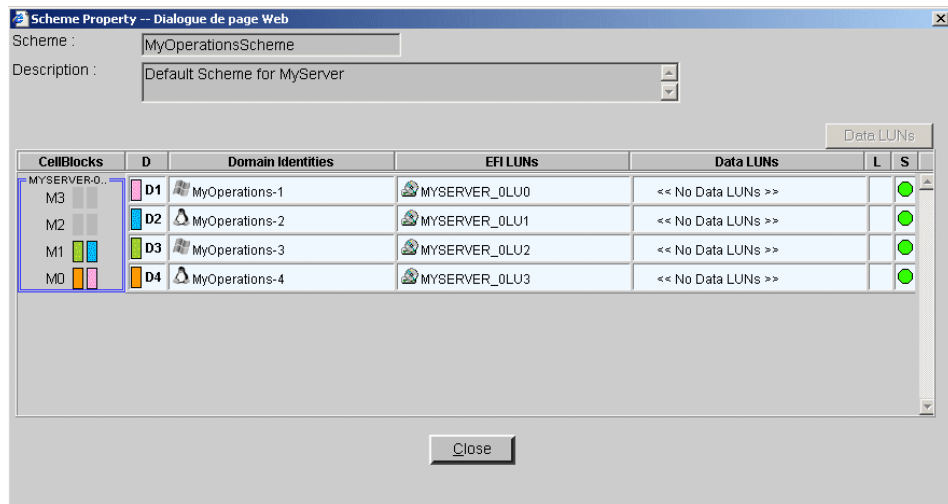 Scheme Property -- Dialogue de page Web
Scheme : MyOperationsScheme
Description : Default Scheme for MyServer
Data LUNs
CellBlocks D Domain Identities EFI LUNs Data LUNs L S
MYSERVER-0..
M3
M2
M1
M0
D1 MyOperations-1 MYSERVER_0LU0 << No Data LUNs >>
D2 MyOperations-2 MYSERVER_0LU1 << No Data LUNs >>
D3 MyOperations-3 MYSERVER_0LU2 << No Data LUNs >>
D4 MyOperations-4 MYSERVER_0LU3 << No Data LUNs >>
Close